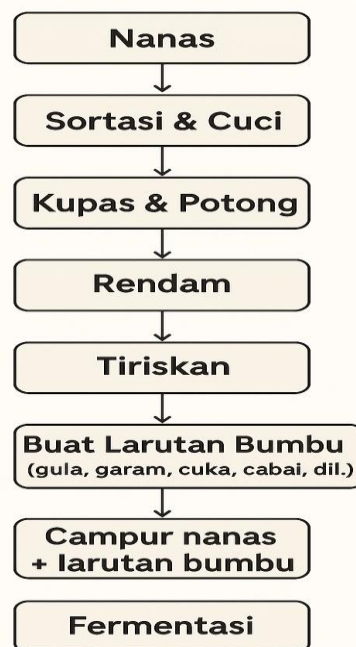 Nanas
Sortasi & Cuci
Kupas & Potong
Rendam
Tiriskan
Buat Larutan Bumbu
(gula, garam, cuka, cabai, dil.)
Campur nanas
+ larutan bumbu
Fermentasi